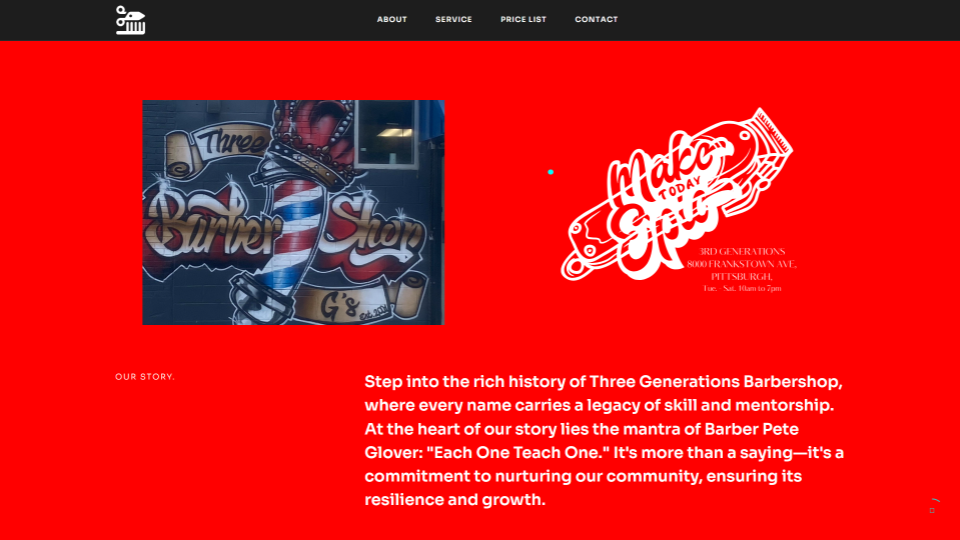 ABOUT
SERVICE
PRICE LIST
CONTACT
Three
Barber Shop
G's est. 2001
Make
TODAY
Epic
3RD GENERATIONS
8000 FRANKSTOWN AVE,
PITTSBURGH,
Tue. - Sat. 10am to 7pm
OUR STORY.
Step into the rich history of Three Generations Barbershop,
where every name carries a legacy of skill and mentorship.
At the heart of our story lies the mantra of Barber Pete
Glover: "Each One Teach One." It's more than a saying—it's a
commitment to nurturing our community, ensuring its
resilience and growth.